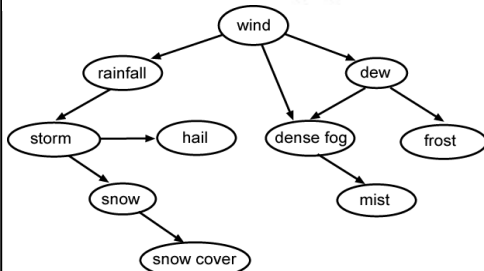 wind
rainfall
dew
storm
hail
dense fog
frost
snow
mist
snow cover